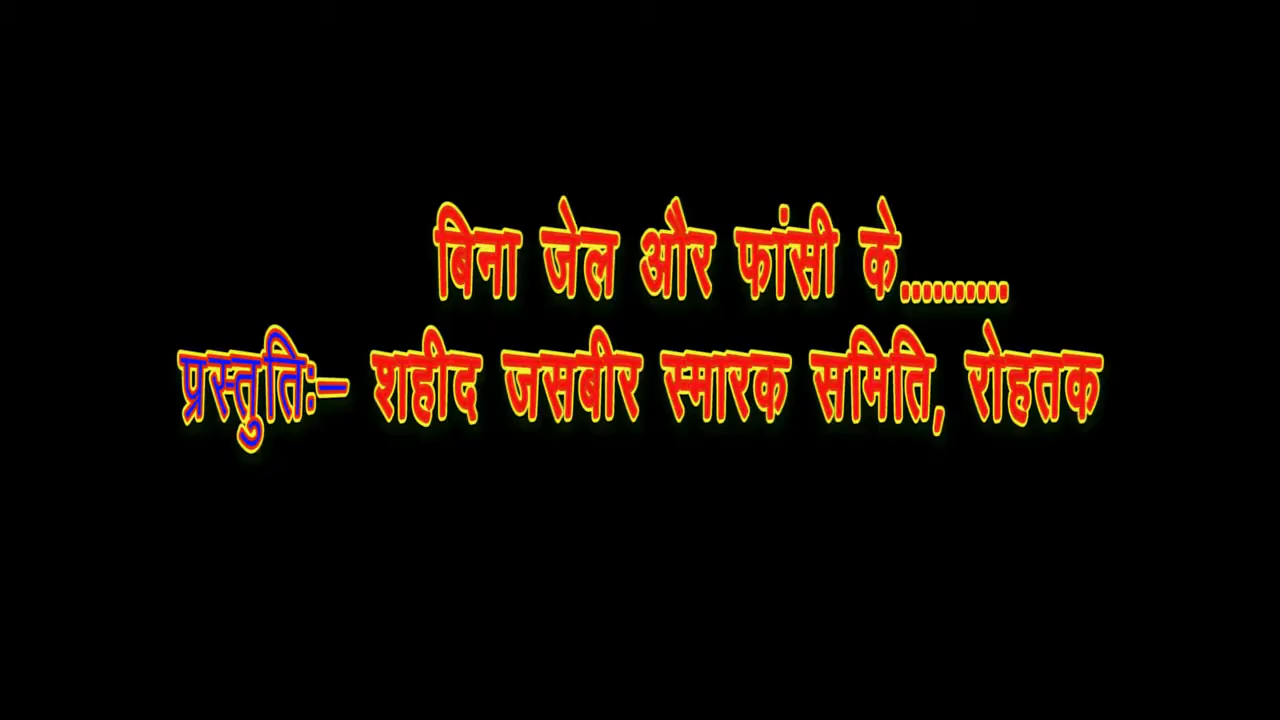 बिना जेल और फांसी के..........
प्रस्तुतिः– शहीद जसबीर स्मारक समिति, रोहतक